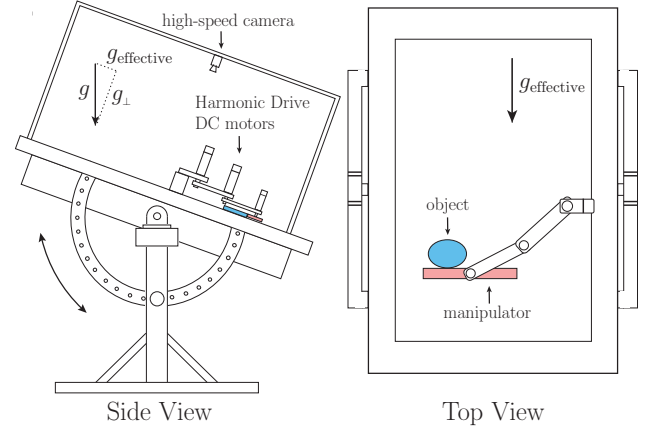 high-speed camera
g_effective
g
g_⊥
Harmonic Drive
DC motors
Side View
g_effective
object
manipulator
Top View